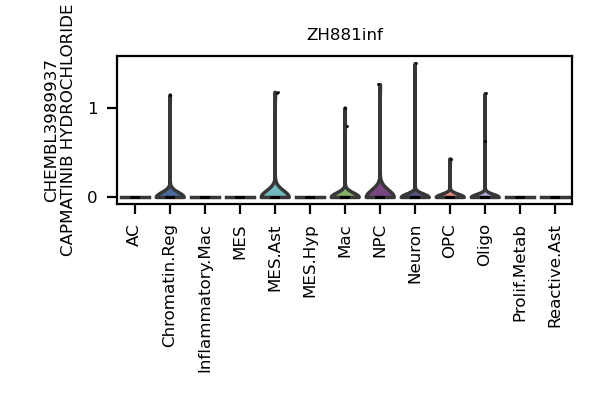 ZH881inf
CHEMBL3989937
CAPMATINIB HYDROCHLORIDE
1
0
AC
Chromatin.Reg
Inflammatory.Mac
MES
MES.Ast
MES.Hyp
Mac
NPC
Neuron
OPC
Oligo
Prolif.Metab
Reactive.Ast